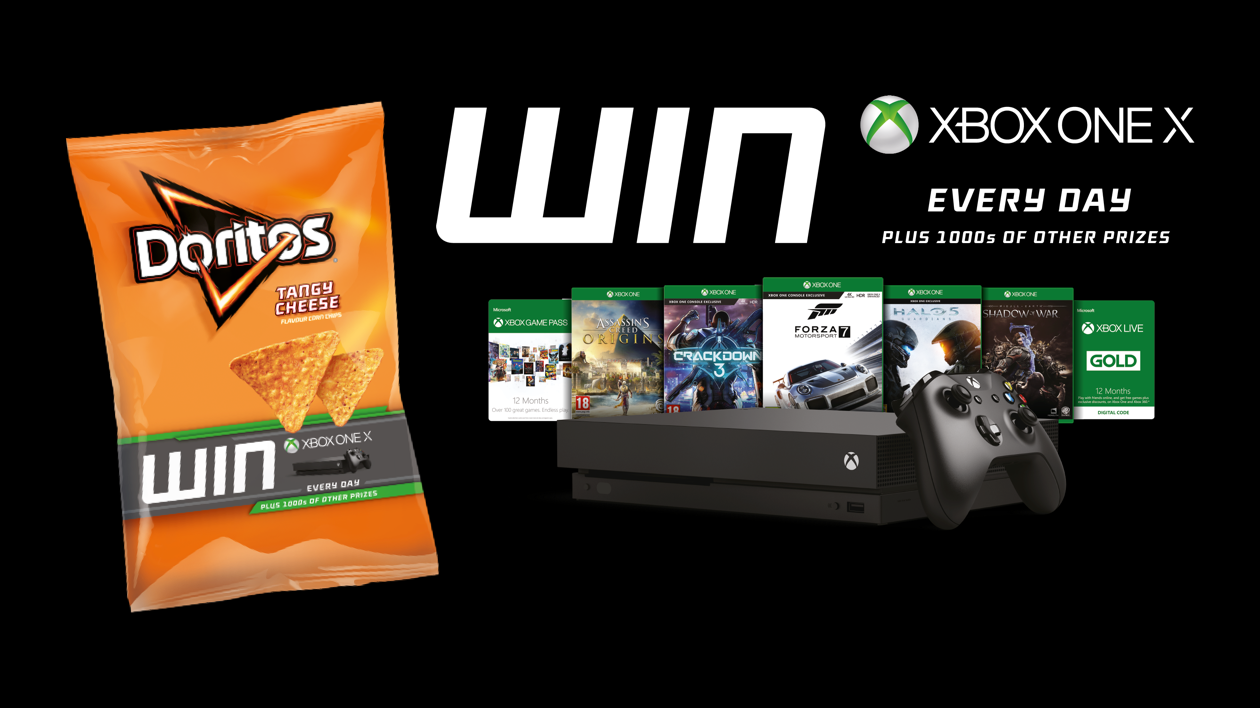 WIN
XBOX ONE X
EVERY DAY
PLUS 1000s OF OTHER PRIZES
Doritos
TANGY
CHEESE
FLAVOUR CORN CHIPS
WIN
XBOX ONE X
EVERY DAY
PLUS 1000s OF OTHER PRIZES
Microsoft
XBOX GAME PASS
12 Months
Over 100 great games. Endless play.
XBOX ONE
ASSASSIN'S
CREED
ORIGINS
18
XBOX ONE
XBOX ONE CONSOLE EXCLUSIVE
CRACKDOWN
3
18
XBOX ONE
XBOX ONE CONSOLE EXCLUSIVE
4K
HDR
FORZA
MOTORSPORT 7
XBOX ONE
HALO 5
GUARDIANS
XBOX ONE
SHADOW OF WAR
Microsoft
XBOX LIVE
GOLD
12 Months
DIGITAL CODE